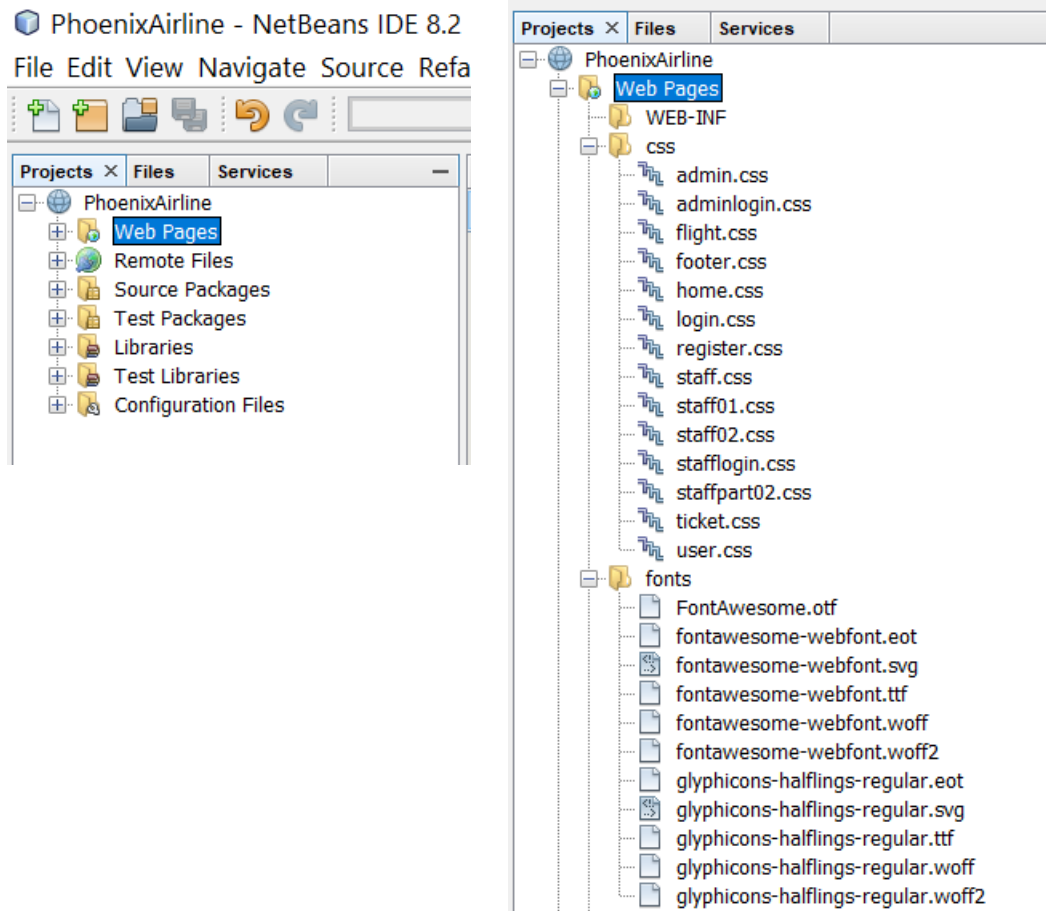 PhoenixAirline - NetBeans IDE 8.2
File Edit View Navigate Source Refa
Projects × Files Services
PhoenixAirline
Web Pages
Remote Files
Source Packages
Test Packages
Libraries
Test Libraries
Configuration Files
Projects × Files Services
PhoenixAirline
Web Pages
WEB-INF
css
admin.css
adminlogin.css
flight.css
footer.css
home.css
login.css
register.css
staff.css
staff01.css
staff02.css
stafflogin.css
staffpart02.css
ticket.css
user.css
fonts
FontAwesome.otf
fontawesome-webfont.eot
fontawesome-webfont.svg
fontawesome-webfont.ttf
fontawesome-webfont.woff
fontawesome-webfont.woff2
glyphicons-halflings-regular.eot
glyphicons-halflings-regular.svg
glyphicons-halflings-regular.ttf
glyphicons-halflings-regular.woff
glyphicons-halflings-regular.woff2